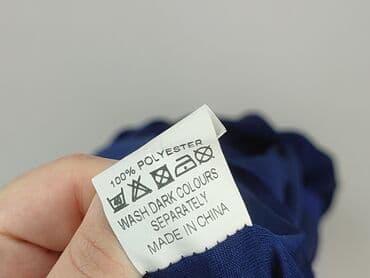 100% POLYESTER
WASH DARK COLOURS
SEPARATELY
MADE IN CHINA